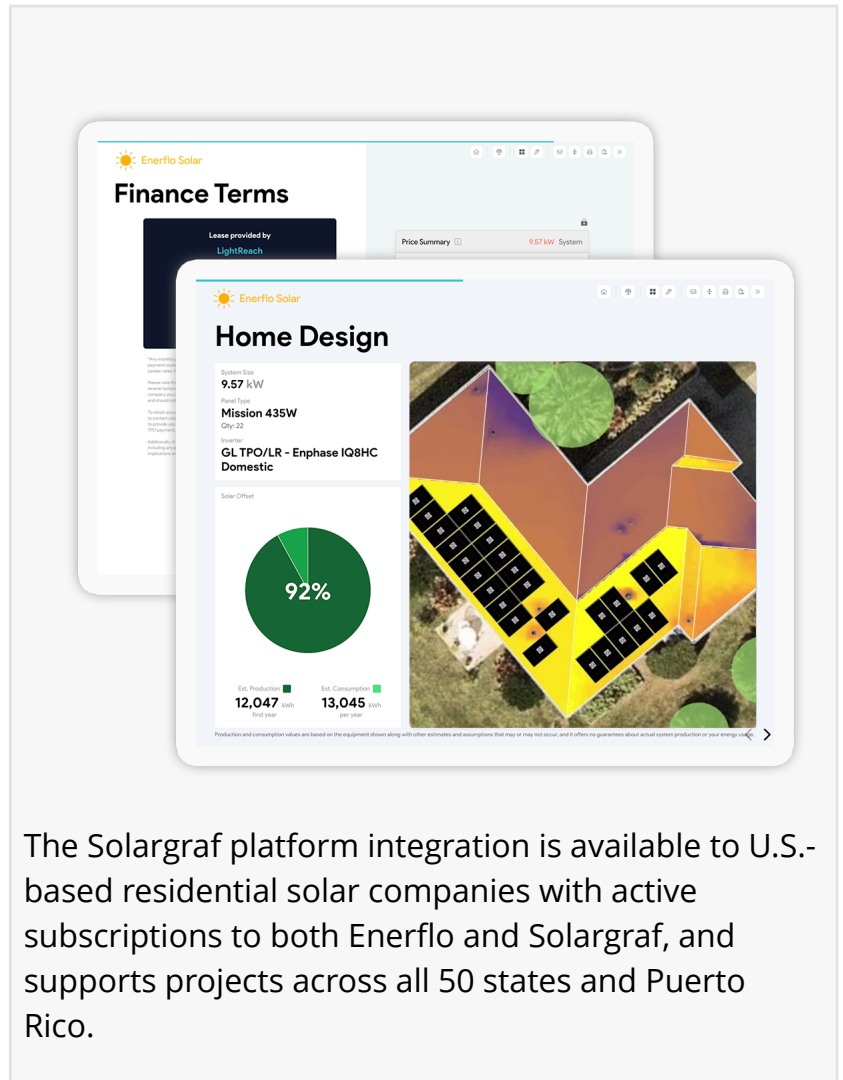 Enerflo Solar
Finance Terms
Lease provided by
LightReach
Price Summary
9.57 kW System
Enerflo Solar
Home Design
System Size
9.57 kW
Panel Type
Mission 435W
Qty: 22
Inverter
GL TPO/LR - Enphase IQ8HC
Domestic
Solar Offset
92%
Est. Production
12,047 kWh
first year
Est. Consumption
13,045 kWh
per year
Production and consumption values are based on the equipment shown along with other estimates and assumptions that may or may not occur, and it offers no guarantees about actual system production or your energy usage.
The Solargraf platform integration is available to U.S.-
based residential solar companies with active
subscriptions to both Enerflo and Solargraf, and
supports projects across all 50 states and Puerto
Rico.